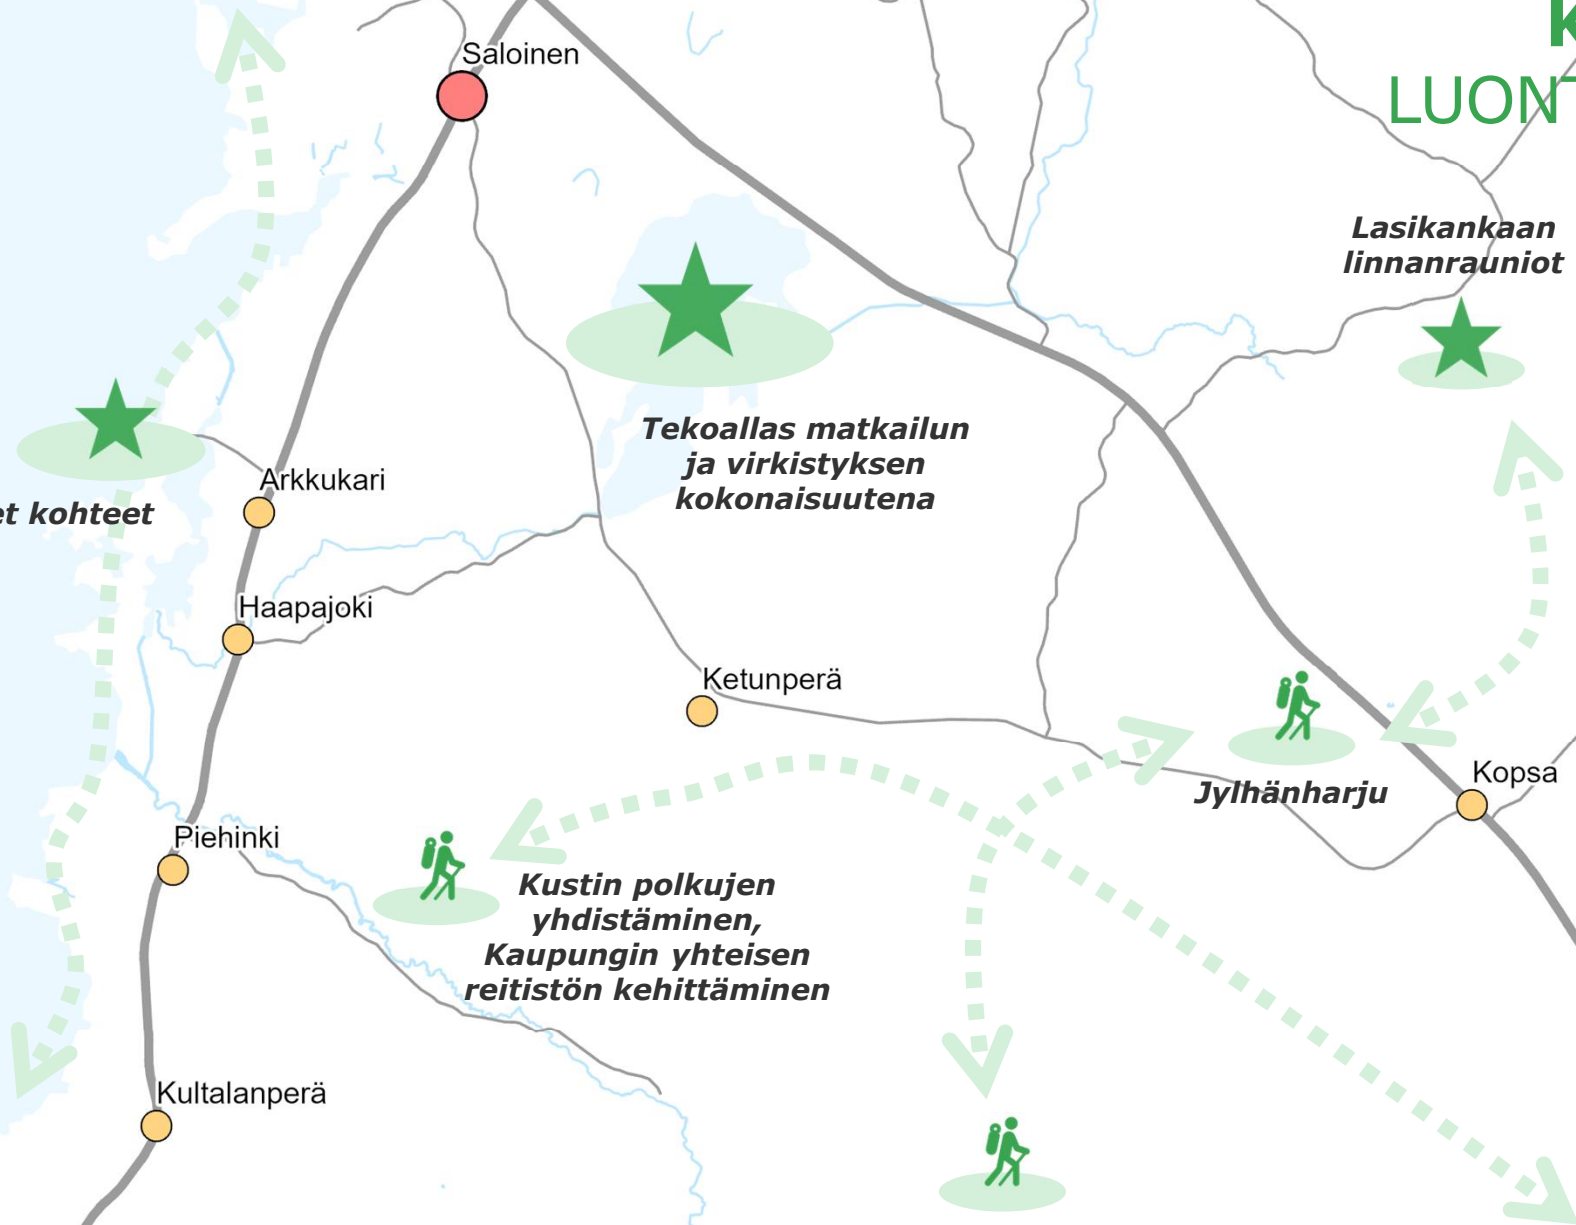 Saloinen
LUONT
Lasikankaan
linnanrauniot
Tekoallas matkailun
ja virkistyksen
kokonaisuutena
Arkkukari
et kohteet
Haapajoki
Ketunperä
Kopsa
Jylhänharju
Piehinki
Kustin polkujen
yhdistäminen,
Kaupungin yhteisen
reitistön kehittäminen
Kultalanperä